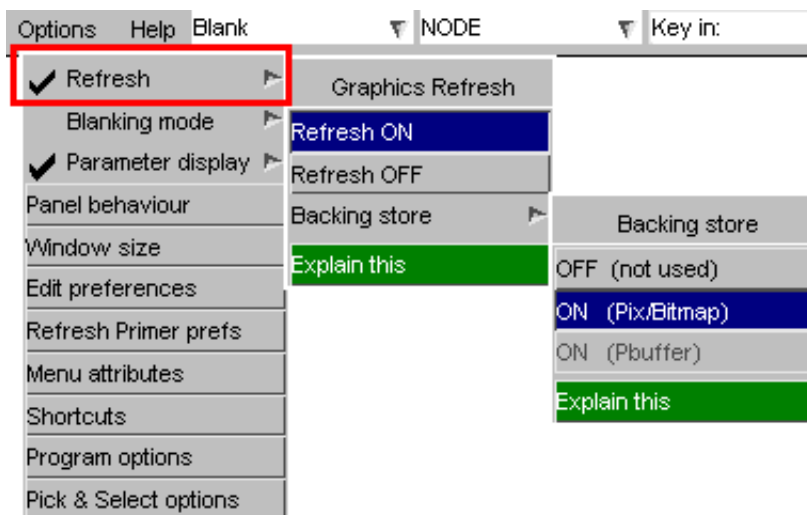 Options Help Blank NODE Key in:
Refresh
Graphics Refresh
Blanking mode
Refresh ON
Parameter display
Refresh OFF
Panel behaviour
Backing store
Backing store
Window size
Explain this
OFF (not used)
Edit preferences
ON (Pix/Bitmap)
Refresh Primer prefs
ON (Pbuffer)
Menu attributes
Explain this
Shortcuts
Program options
Pick & Select options